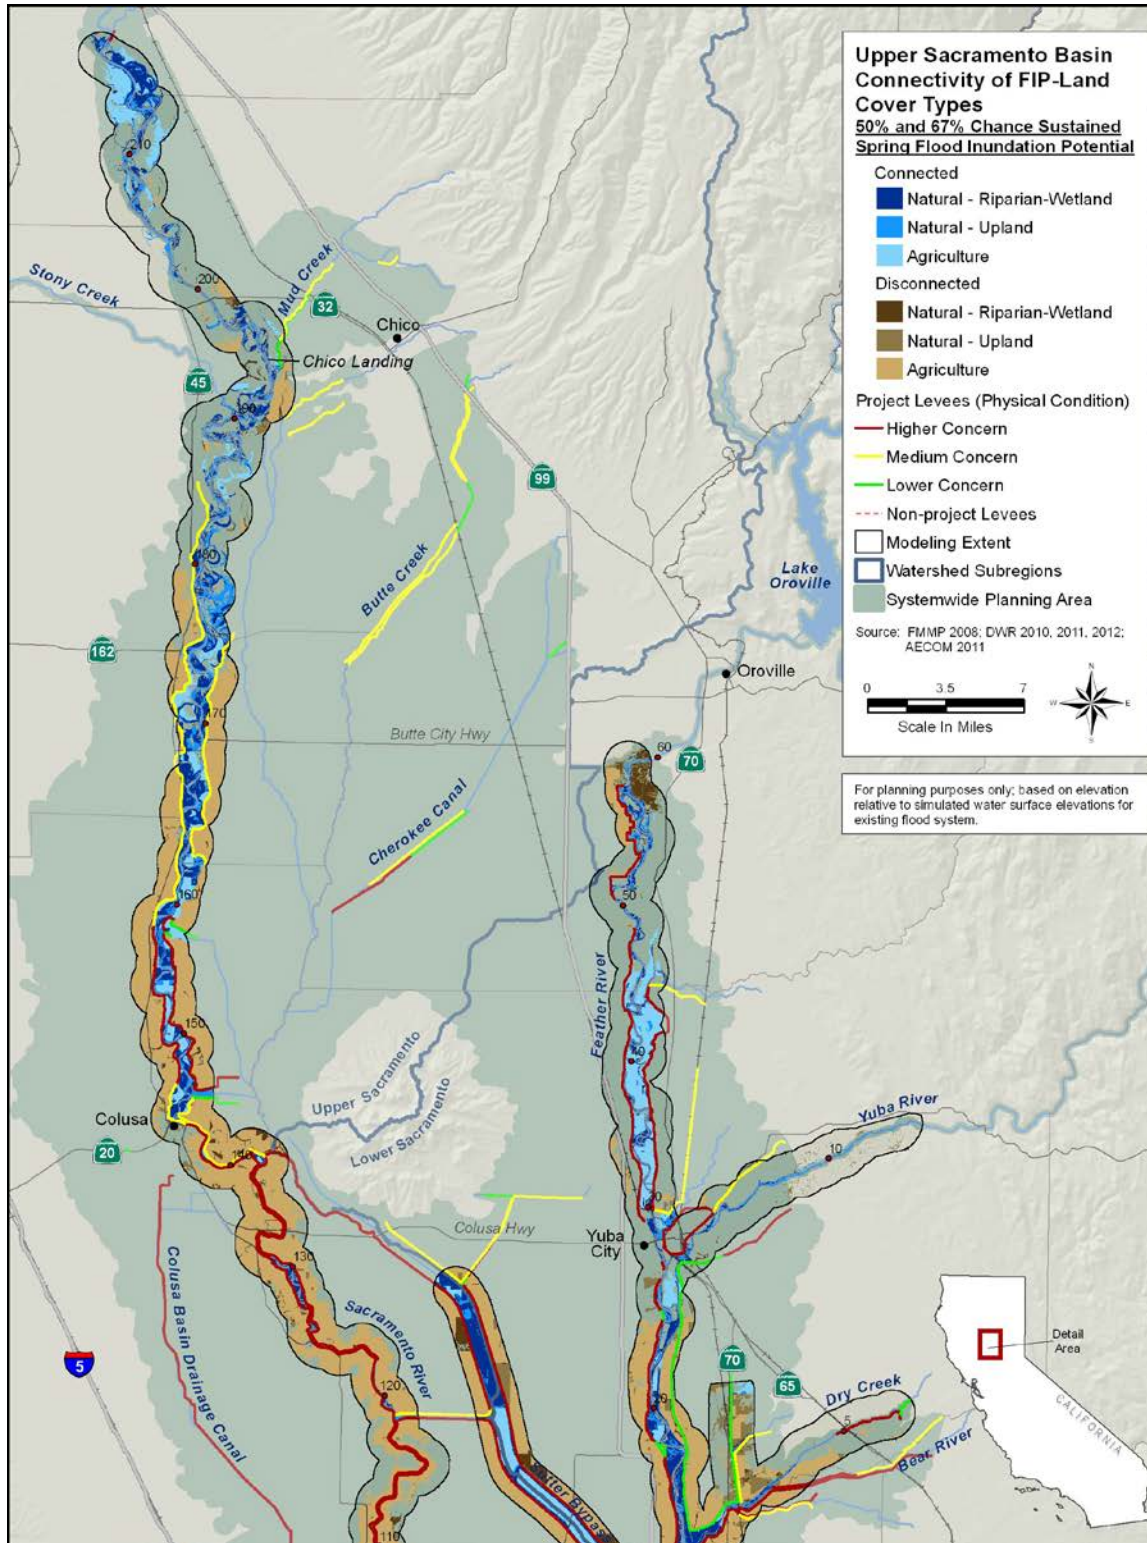 Upper Sacramento Basin
Connectivity of FIP-Land
Cover Types
50% and 67% Chance Sustained
Spring Flood Inundation Potential
Connected
Natural - Riparian-Wetland
Natural - Upland
Agriculture
Disconnected
Natural - Riparian-Wetland
Natural - Upland
Agriculture
Project Levees (Physical Condition)
Higher Concern
Medium Concern
Lower Concern
Non-project Levees
Modeling Extent
Watershed Subregions
Systemwide Planning Area
Source: FMMP 2008; DWR 2010, 2011, 2012;
AECOM 2011
0 3.5 7
Scale In Miles
N
W E
S
For planning purposes only; based on elevation
relative to simulated water surface elevations for
existing flood system.
210
Stony Creek
200
Mud Creek
32
Chico
Chico Landing
45
190
99
180
Butte Creek
Lake
Oroville
162
Oroville
170
Butte City Hwy
60
70
Cherokee Canal
160
50
Feather River
150
40
Upper Sacramento
Lower Sacramento
Colusa
20
140
Yuba River
10
30
Colusa Hwy
Yuba
City
130
Colusa Basin Drainage Canal
Sacramento River
5
120
70
65
20
Dry Creek
5
Bear River
Sutter Bypass
110
Detail
Area
CALIFORNIA